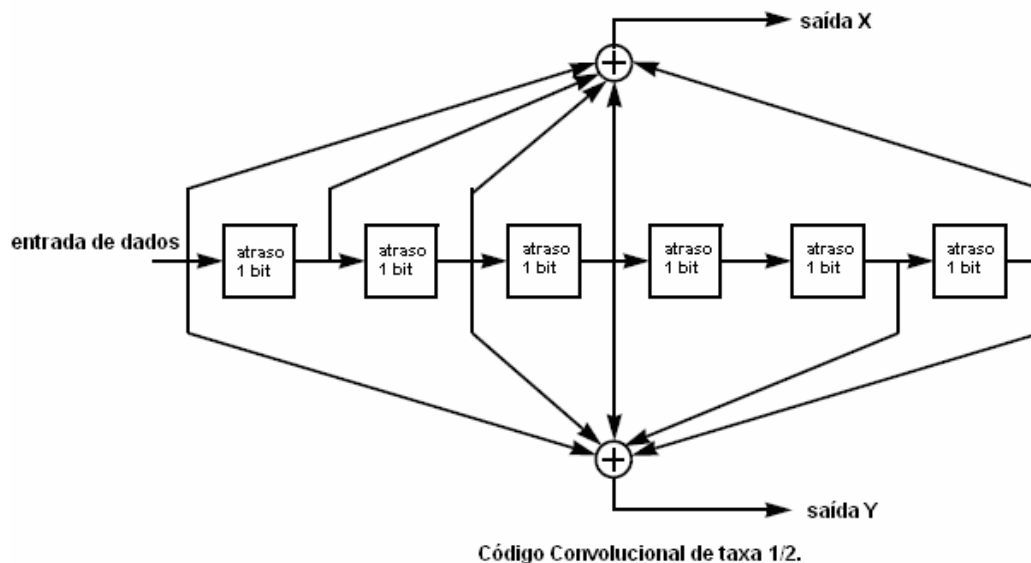 saída X
entrada de dados
atraso
1 bit
atraso
1 bit
atraso
1 bit
atraso
1 bit
atraso
1 bit
atraso
1 bit
saída Y
Código Convolucional de taxa 1/2.